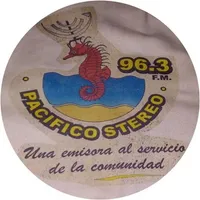 96.3
F.M.
PACIFICO STEREO
Una emisora al servicio
de la comunidad